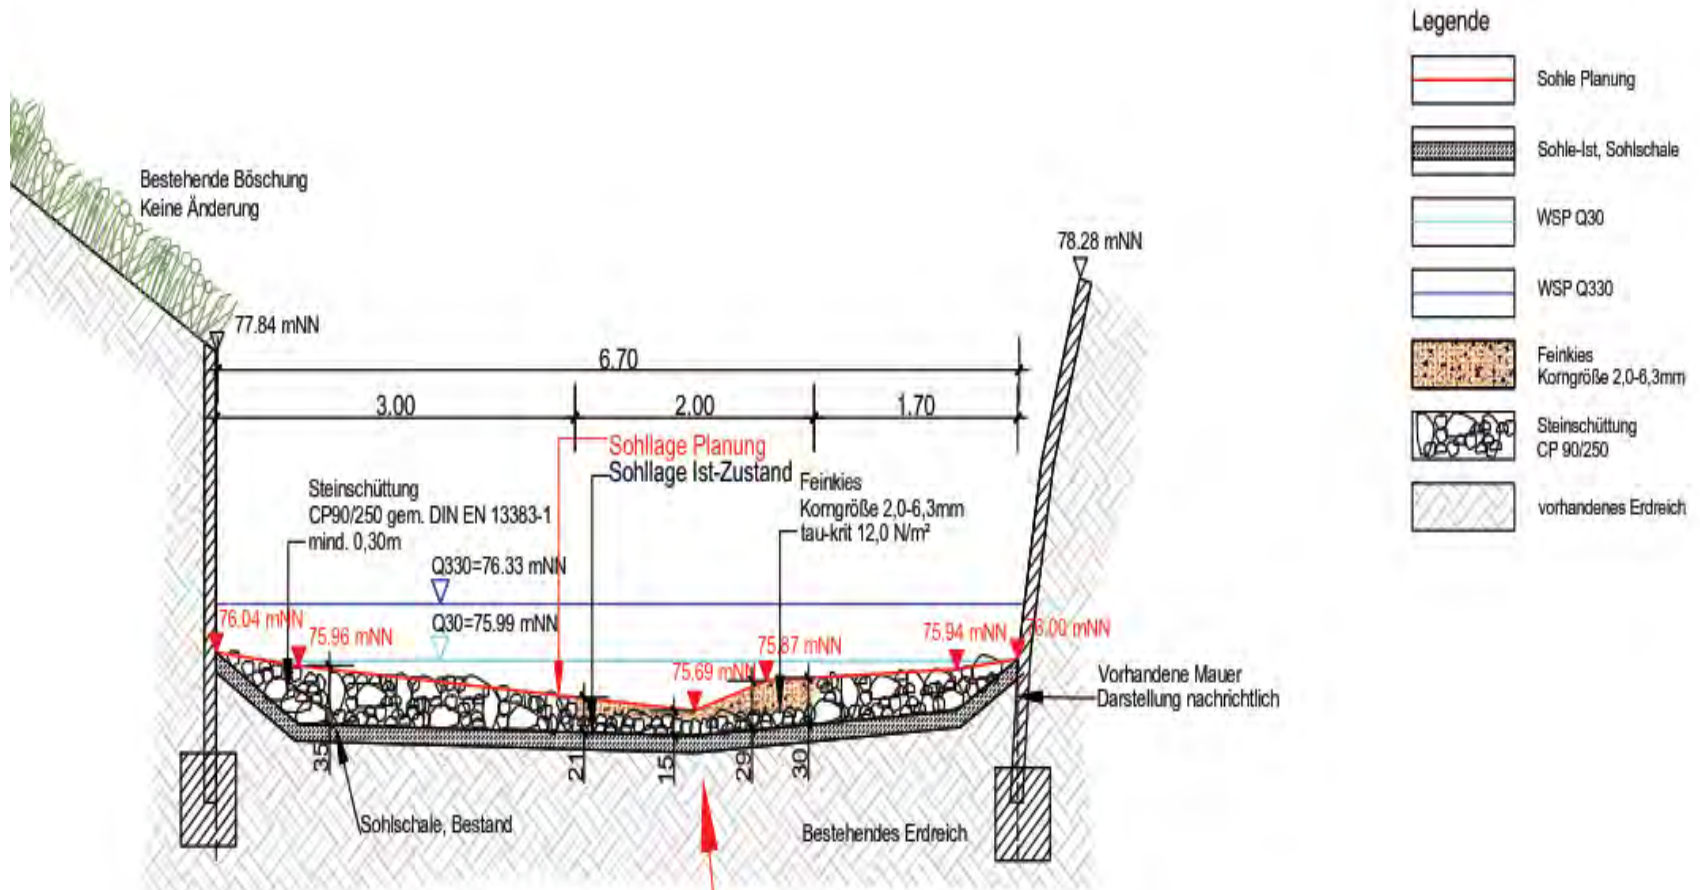 Legende
Sohle Planung
Sohle-Ist, Sohlschale
WSP Q30
WSP Q330
Feinkies
Korngröße 2,0-6,3mm
Steinschüttung
CP 90/250
vorhandenes Erdreich
Bestehende Böschung
Keine Änderung
77.84 mNN
78.28 mNN
6.70
3.00
2.00
1.70
Sohllage Planung
Sohllage Ist-Zustand
Steinschüttung
CP90/250 gem. DIN EN 13383-1
mind. 0,30m
Feinkies
Korngröße 2,0-6,3mm
tau-krit 12,0 N/m²
Q330=76.33 mNN
Q30=75.99 mNN
76.04 mNN
75.96 mNN
75.69 mNN
75.87 mNN
75.94 mNN
76.00 mNN
Vorhandene Mauer
Darstellung nachrichtlich
35
21
15
29
30
Sohlschale, Bestand
Bestehendes Erdreich